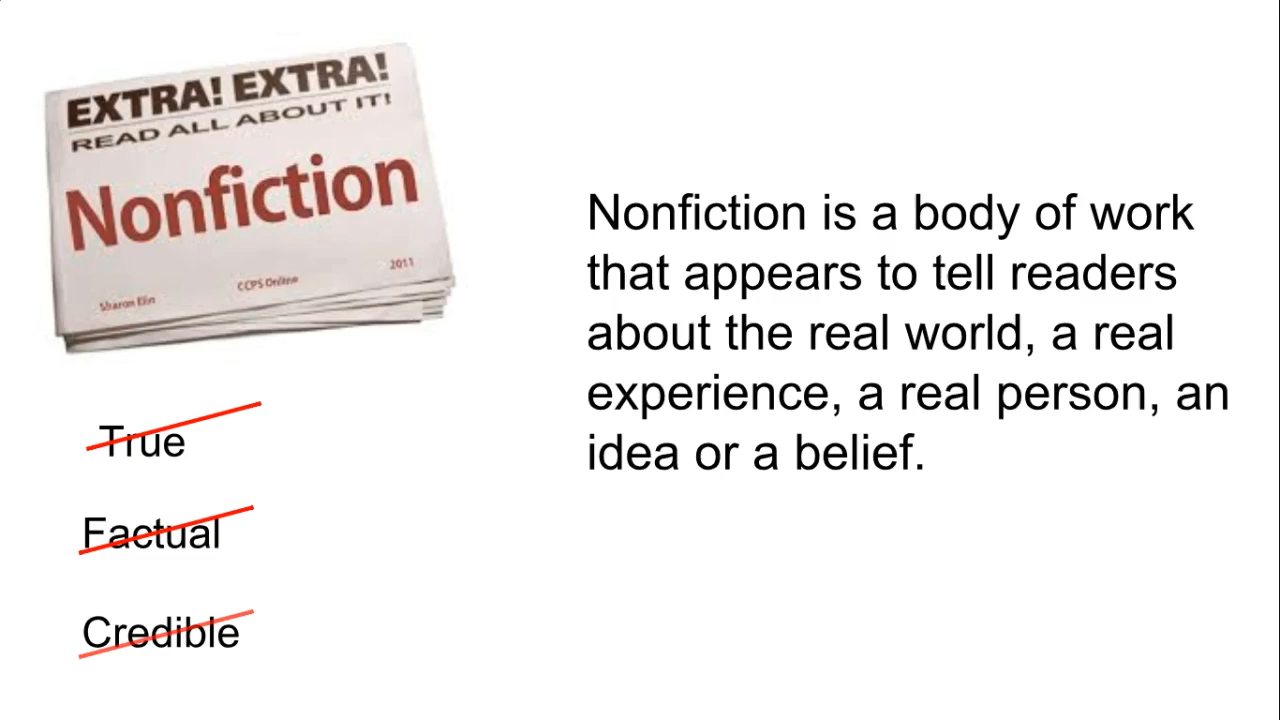 EXTRA! EXTRA!
READ ALL ABOUT IT!
Nonfiction
2011
CCPS Online
Sharon Elin
True
Factual
Credible
Nonfiction is a body of work
that appears to tell readers
about the real world, a real
experience, a real person, an
idea or a belief.